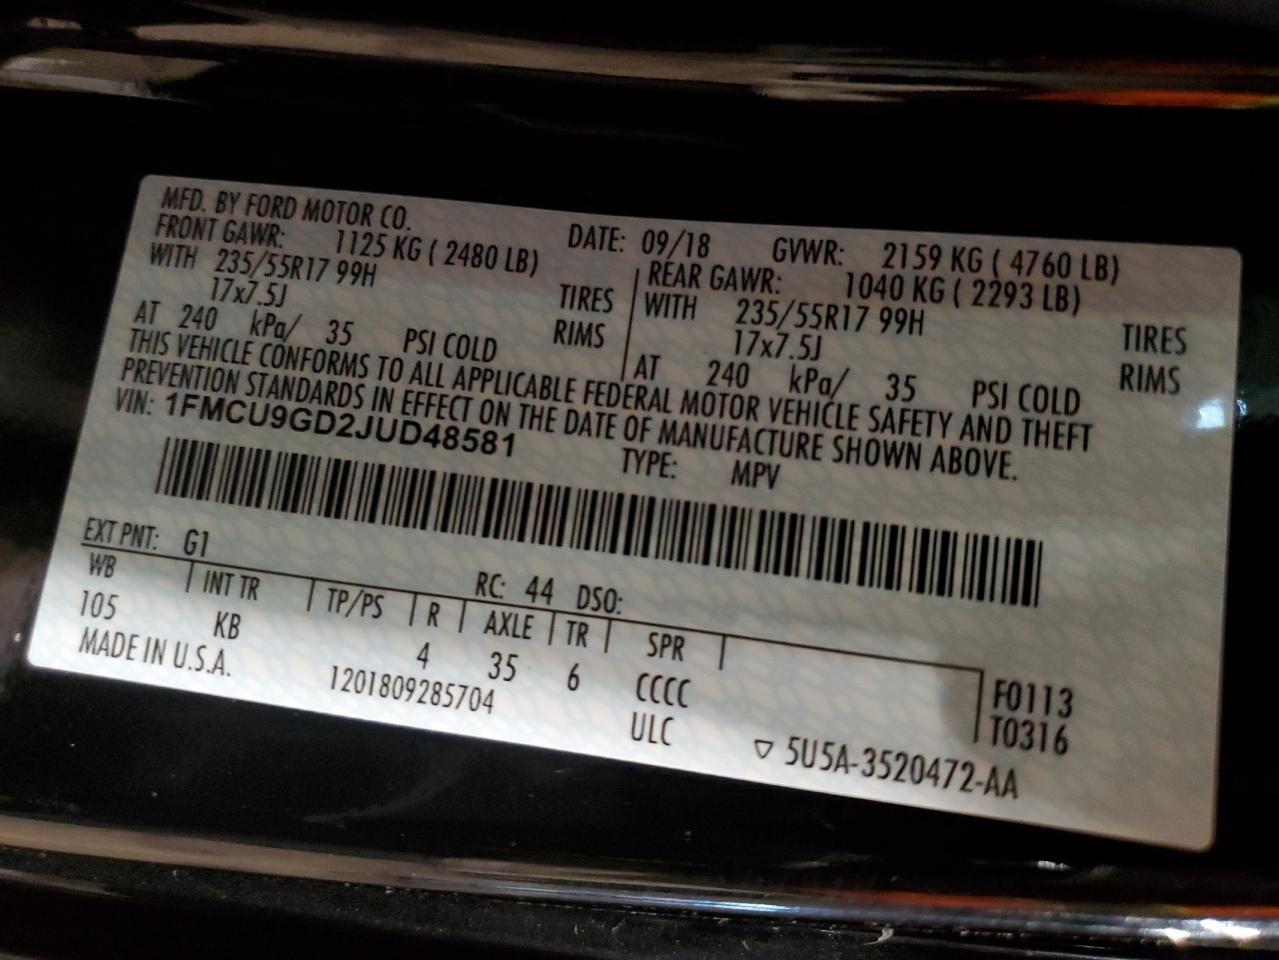 MFD. BY FORD MOTOR CO. DATE: 09/18 GVWR: 2159 KG ( 4760 LB)
FRONT GAWR: 1125 KG ( 2480 LB) REAR GAWR: 1040 KG ( 2293 LB)
WITH 235/55R17 99H TIRES WITH 235/55R17 99H TIRES
17x7.5J RIMS 17x7.5J RIMS
AT 240 kPa/ 35 PSI COLD AT 240 kPa/ 35 PSI COLD
THIS VEHICLE CONFORMS TO ALL APPLICABLE FEDERAL MOTOR VEHICLE SAFETY AND THEFT
PREVENTION STANDARDS IN EFFECT ON THE DATE OF MANUFACTURE SHOWN ABOVE.
VIN: 1FMCU9GD2JUD48581 TYPE: MPV
EXT PNT: G1 RC: 44 DSO:
WB INT TR TP/PS R AXLE TR SPR
105 KB 4 35 6 CCCC F0113
MADE IN U.S.A. 1201809285704 ULC T0316
▽ 5U5A-3520472-AA